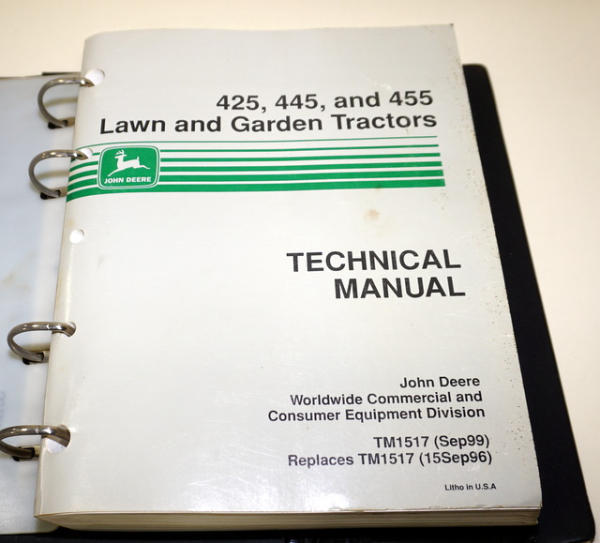 425, 445, and 455
Lawn and Garden Tractors
JOHN DEERE
TECHNICAL
MANUAL
John Deere
Worldwide Commercial and
Consumer Equipment Division
TM1517 (Sep99)
Replaces TM1517 (15Sep96)
Litho in U.S.A